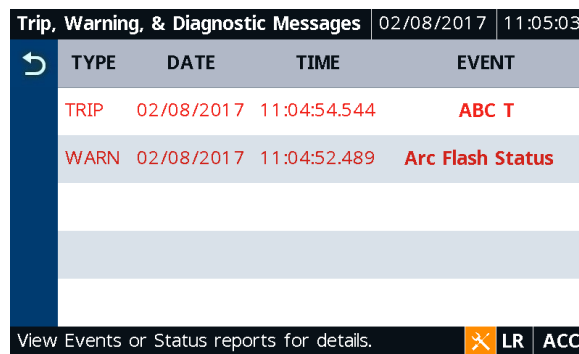 Trip, Warning, & Diagnostic Messages 02/08/2017 11:05:03
TYPE DATE TIME EVENT
TRIP 02/08/2017 11:04:54.544 ABC T
WARN 02/08/2017 11:04:52.489 Arc Flash Status
View Events or Status reports for details. LR ACC